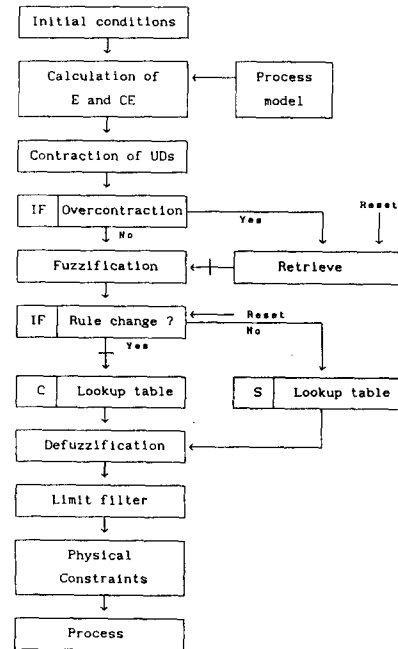 Initial conditions
Calculation of
E and CE
Process
model
Contraction of UDs
IF Overcontraction
Yes
Reset
No
Fuzzification
Retrieve
IF Rule change ?
Reset
No
Yes
C Lookup table
S Lookup table
Defuzzification
Limit filter
Physical
Constraints
Process